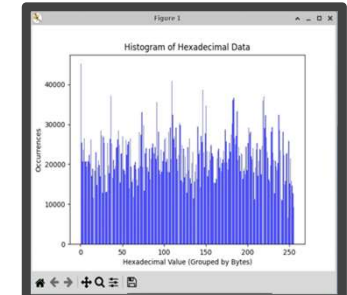 Figure 1
Histogram of Hexadecimal Data
40000
30000
20000
10000
0
Occurrences
0 50 100 150 200 250
Hexadecimal Value (Grouped by Bytes)